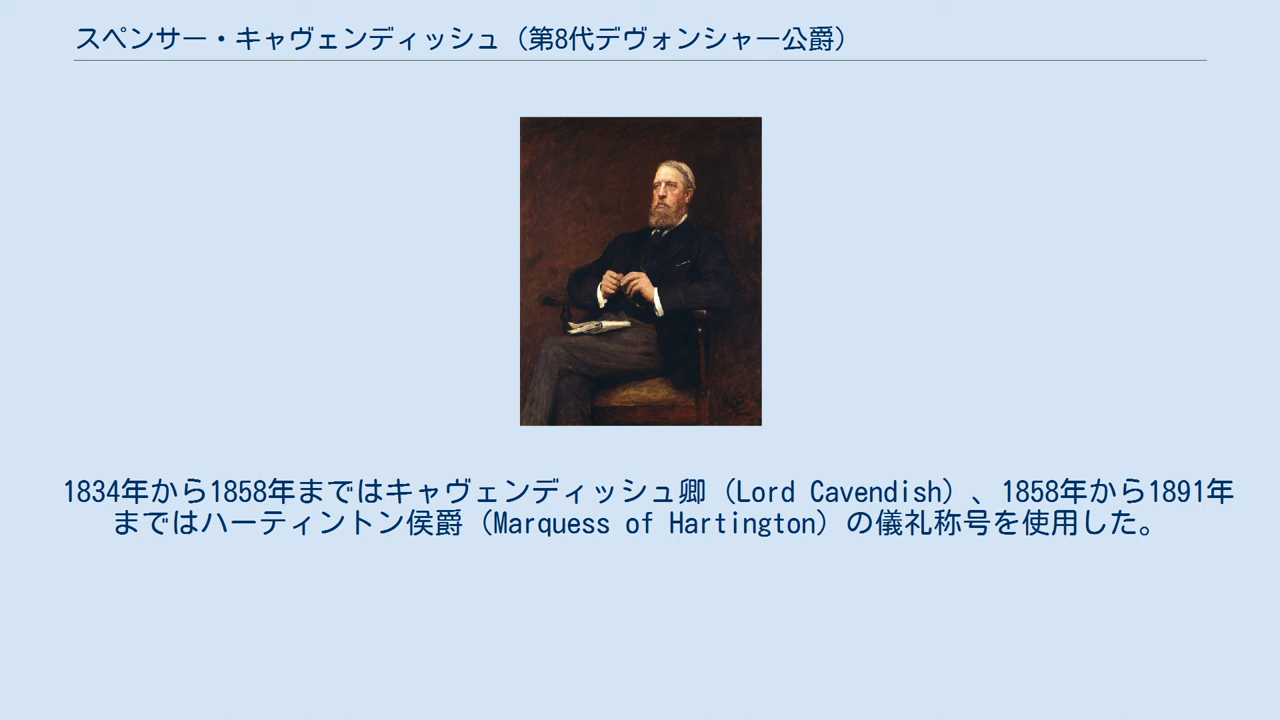 スペンサー・キャヴェンディッシュ（第8代デヴォンシャー公爵）
1834年から1858年まではキャヴェンディッシュ卿（Lord Cavendish）、1858年から1891年
まではハーティントン侯爵（Marquess of Hartington）の儀礼称号を使用した。